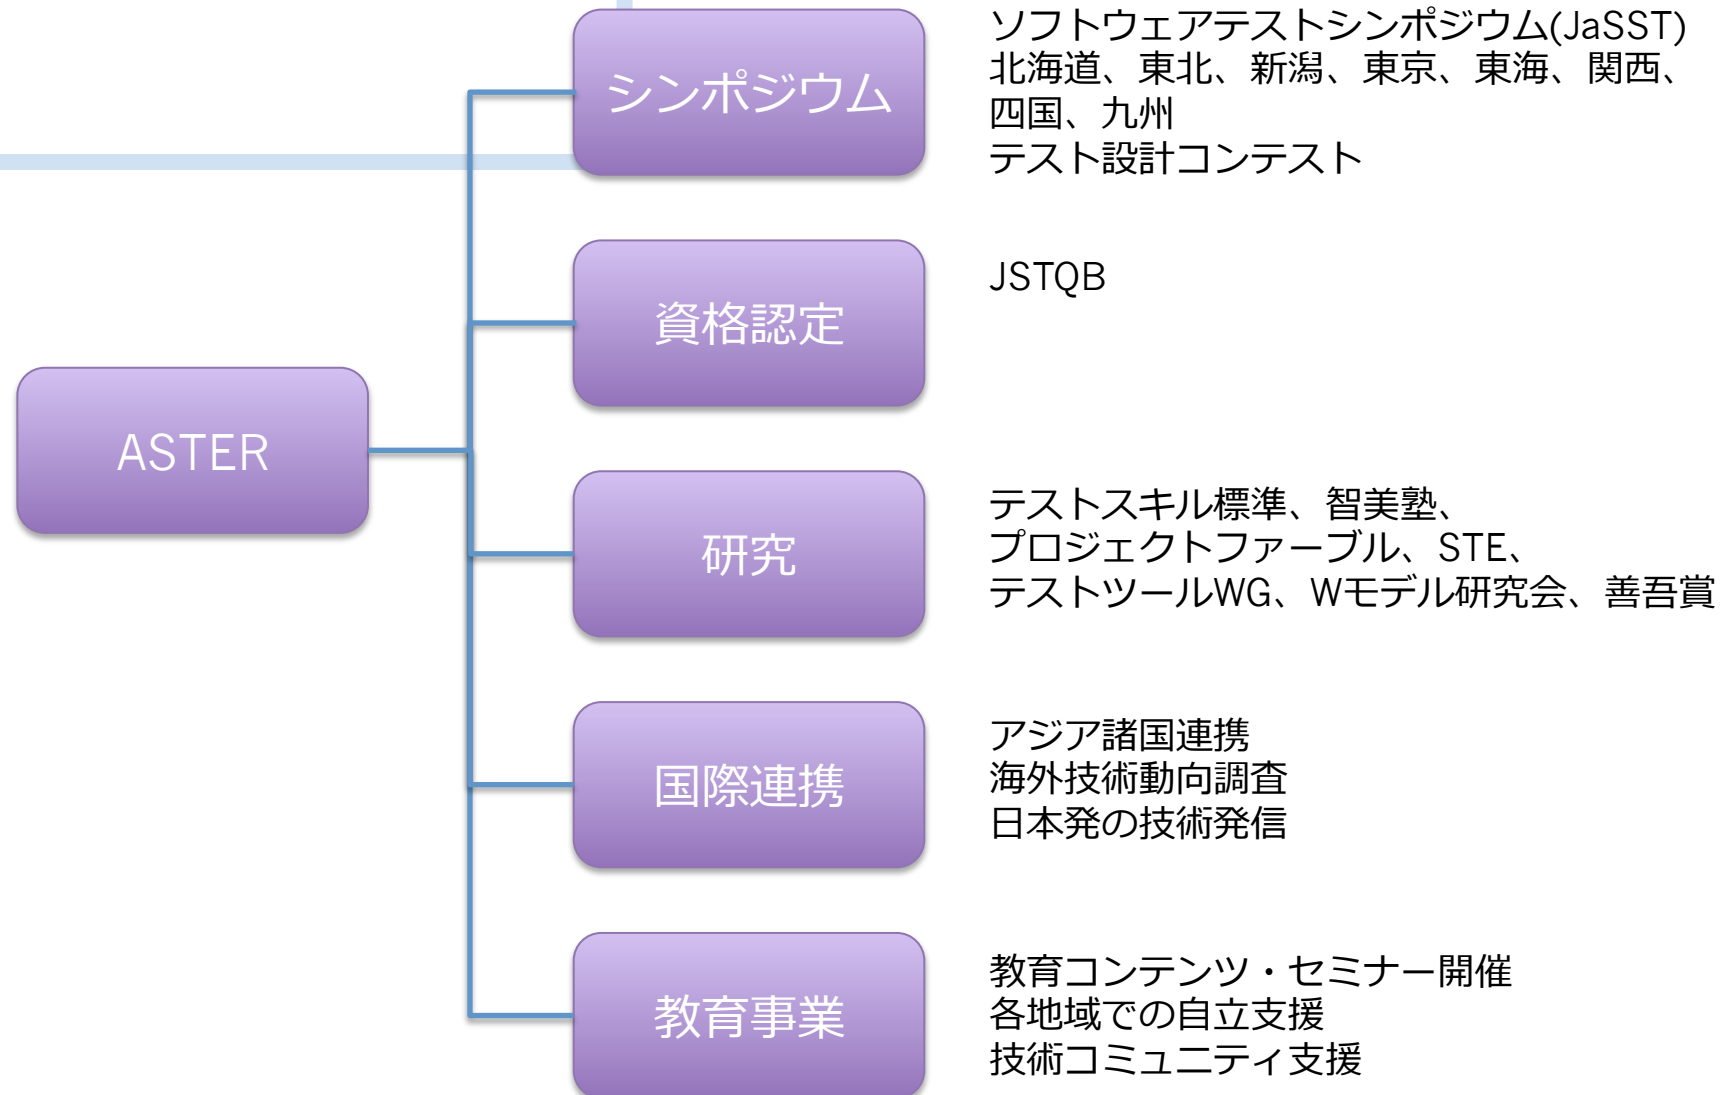 シンポジウム
ソフトウェアテストシンポジウム(JaSST)
北海道、東北、新潟、東京、東海、関西、
四国、九州
テスト設計コンテスト
資格認定
JSTQB
ASTER
研究
テストスキル標準、智美塾、
プロジェクトファーブル、STE、
テストツールWG、Wモデル研究会、善吾賞
国際連携
アジア諸国連携
海外技術動向調査
日本発の技術発信
教育事業
教育コンテンツ・セミナー開催
各地域での自立支援
技術コミュニティ支援